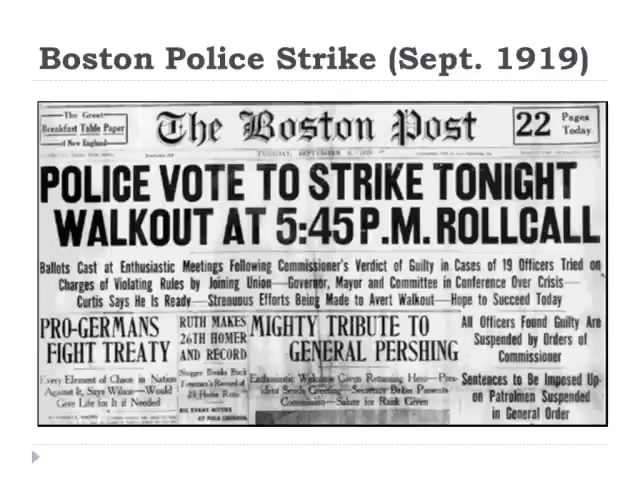 Boston Police Strike (Sept. 1919)
The Great
Breakfast Table Paper
of New England
The Boston Post
22 Pages Today
TUESDAY, SEPTEMBER 9, 1919
POLICE VOTE TO STRIKE TONIGHT
WALKOUT AT 5:45 P.M. ROLLCALL
Ballots Cast at Enthusiastic Meetings Following Commissioner's Verdict of Guilty in Cases of 19 Officers Tried on
Charges of Violating Rules by Joining Union—Governor, Mayor and Committee in Conference Over Crisis—
Curtis Says He Is Ready—Strenuous Efforts Being Made to Avert Walkout—Hope to Succeed Today
PRO-GERMANS
FIGHT TREATY
Every Element of Chaos in Nation
Against It, Says Wilson—Would
Give Life for It if Needed
RUTH MAKES
26TH HOMER
AND RECORD
Slugger Breaks Buck
Freeman's Record of
25 Home Runs
MIGHTY TRIBUTE TO
GENERAL PERSHING
Enthusiastic Welcome Given Returning Hero—Pres-
ident Sends Greeting—Secretary Baker Presents
Commission—Salute for Rank Given
All Officers Found Guilty Are
Suspended by Orders of
Commissioner
Sentences to Be Imposed Up-
on Patrolmen Suspended
in General Order